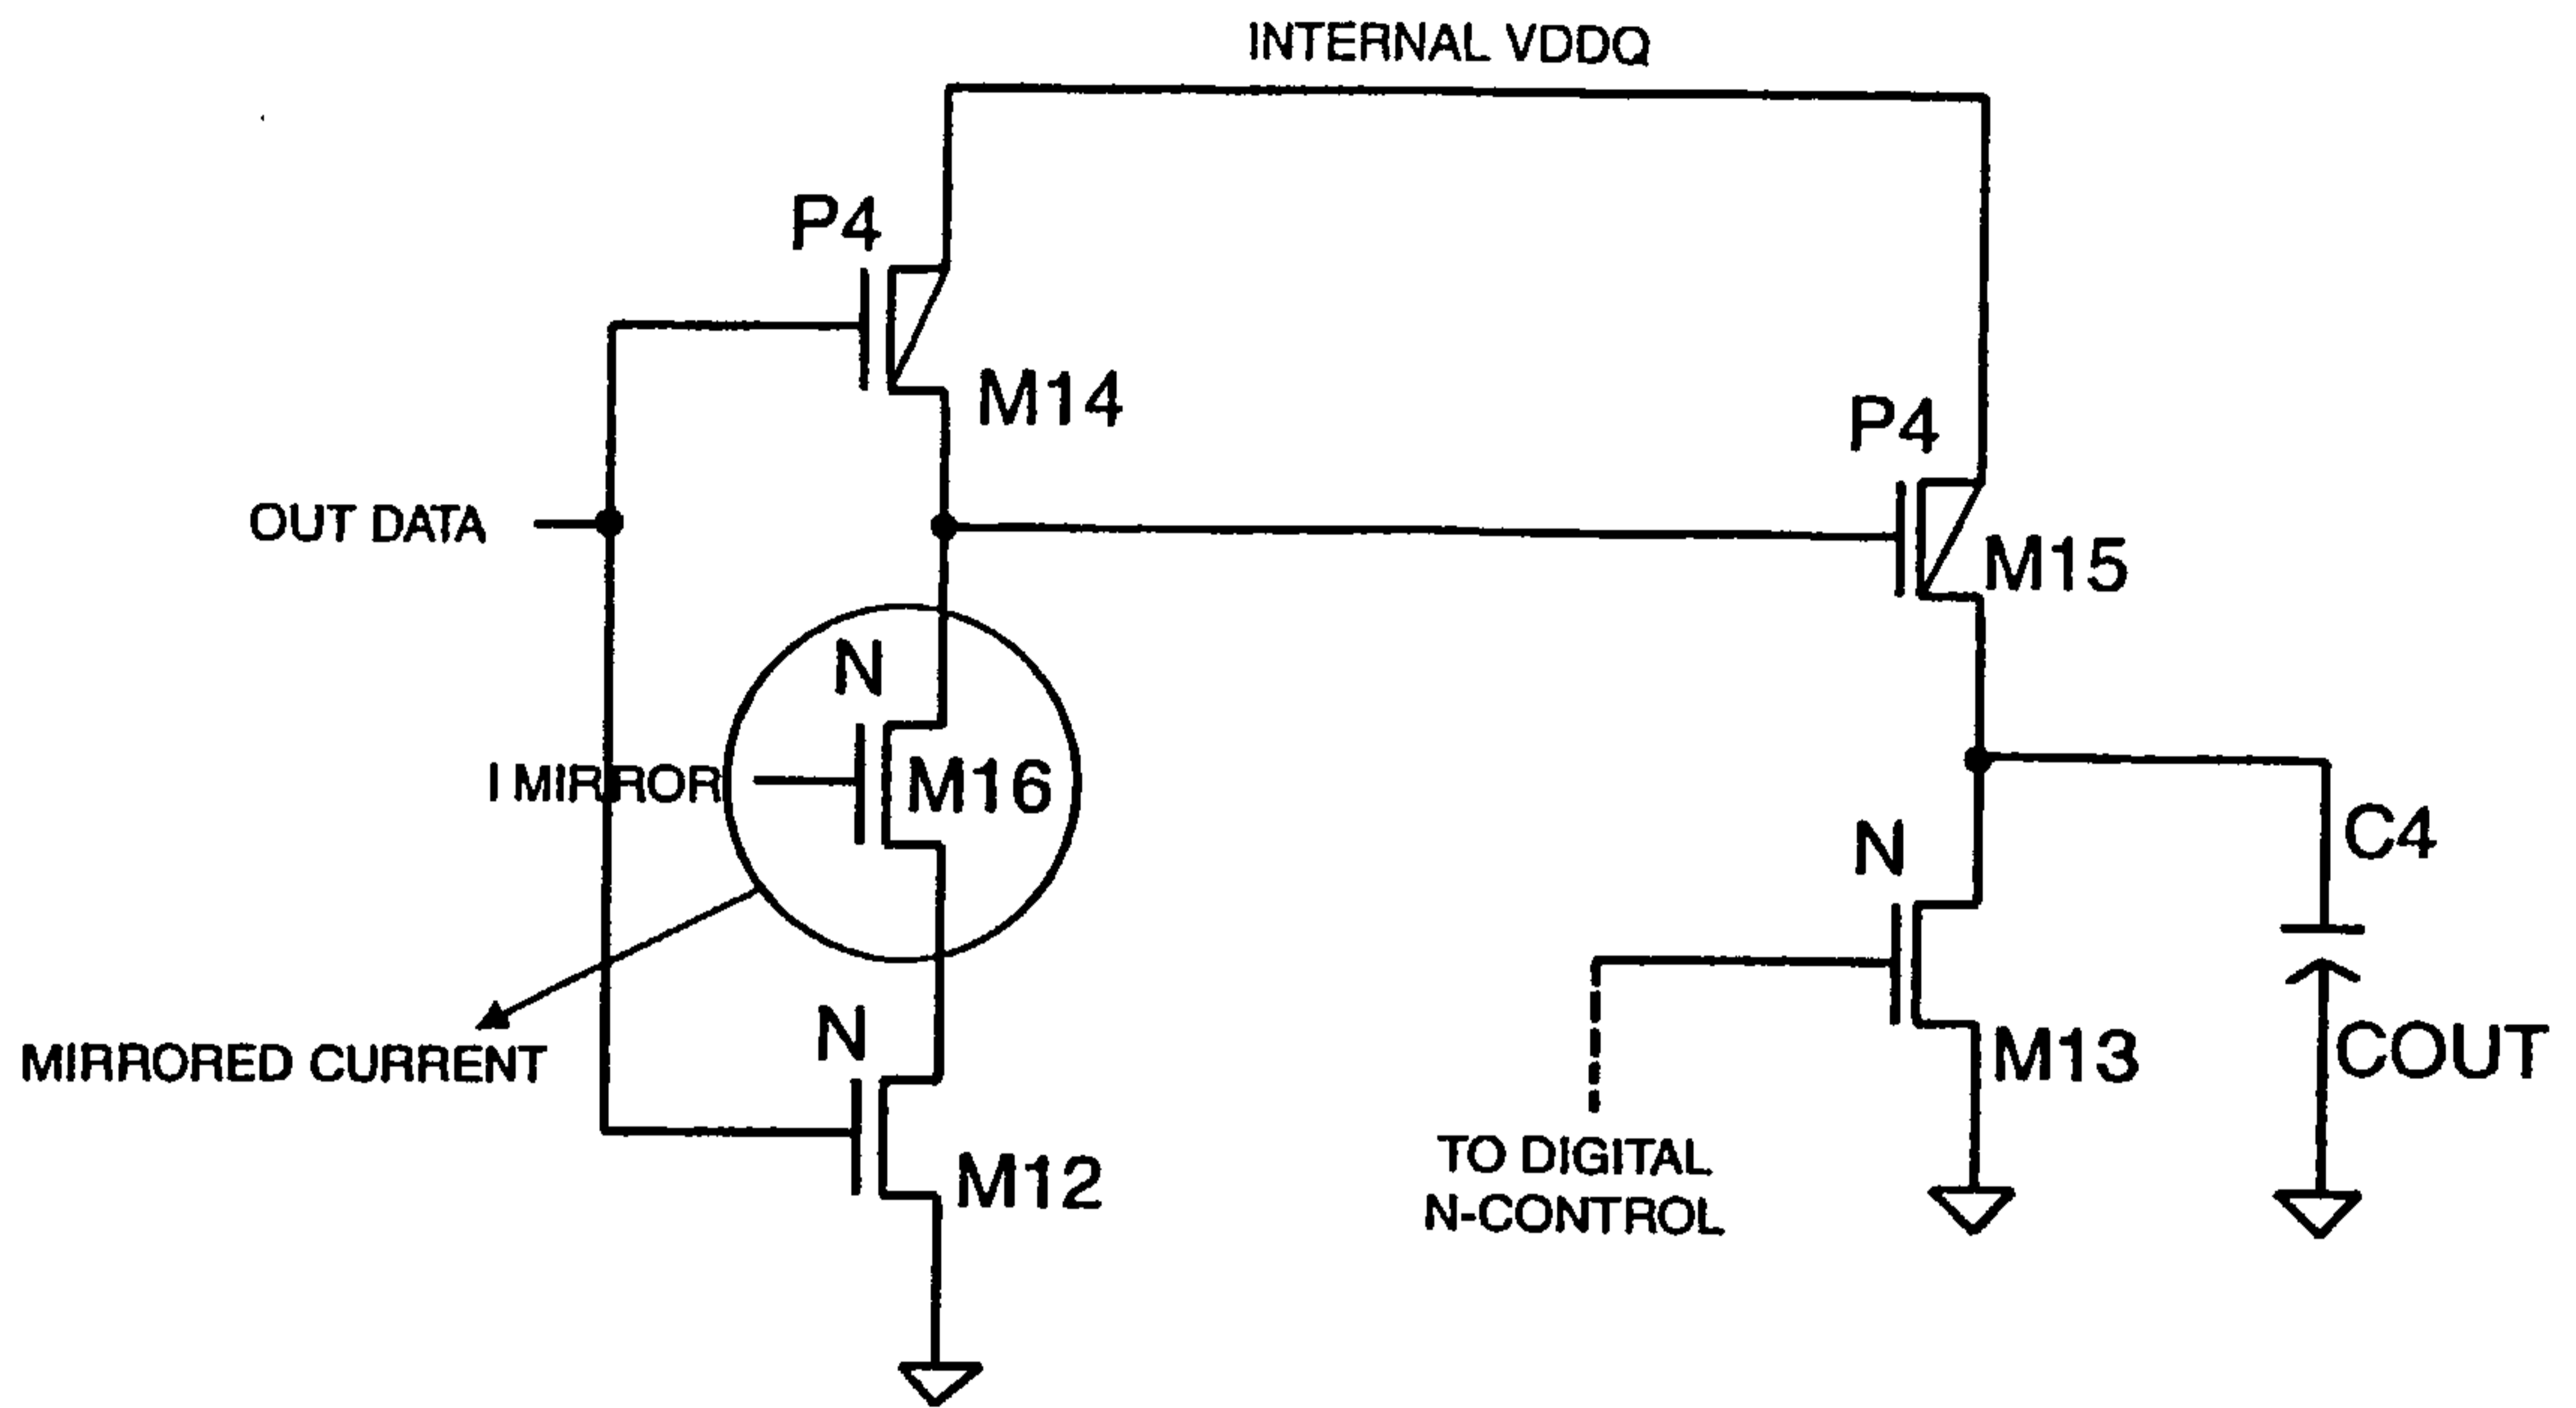 INTERNAL VDDQ
P4
M14
P4
OUT DATA
M15
N
I MIRROR
M16
C4
N
N
MIRRORED CURRENT
COUT
M13
TO DIGITAL
M12
N-CONTROL